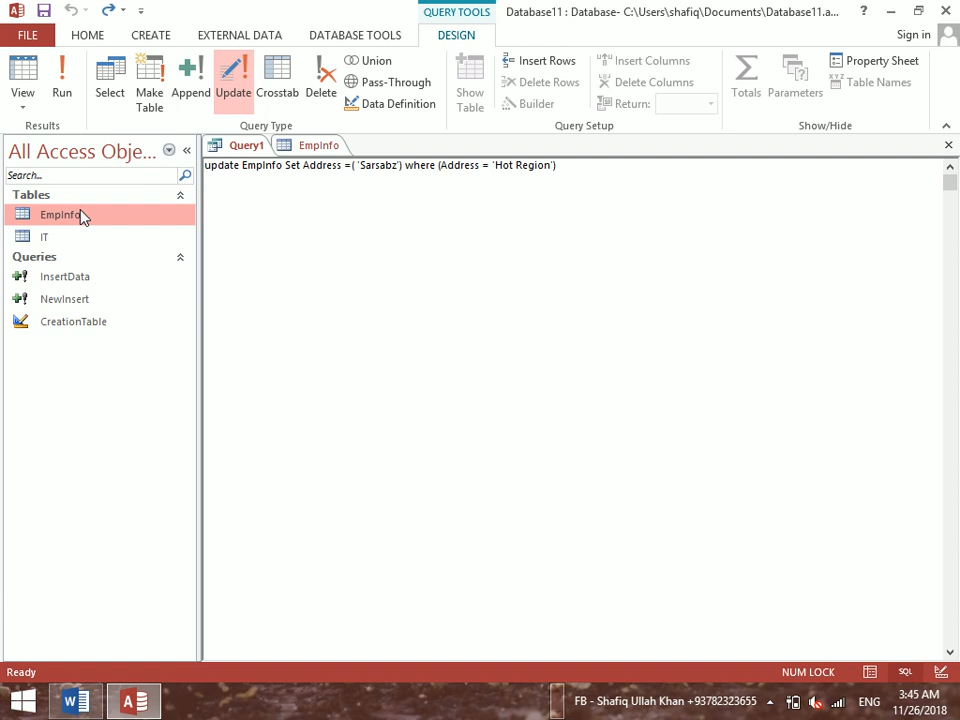 QUERY TOOLS
Database11 : Database- C:\Users\shafiq\Documents\Database11.a...
?
FILE
HOME
CREATE
EXTERNAL DATA
DATABASE TOOLS
DESIGN
Sign in
View
Run
Results
Select
Make Table
Append
Update
Crosstab
Delete
Union
Pass-Through
Data Definition
Query Type
Show Table
Insert Rows
Delete Rows
Builder
Insert Columns
Delete Columns
Return:
Query Setup
Totals
Parameters
Property Sheet
Table Names
Show/Hide
All Access Obje...
Search...
Tables
EmpInfo
IT
Queries
InsertData
NewInsert
CreationTable
Query1
EmpInfo
update EmpInfo Set Address =( 'Sarsabz') where (Address = 'Hot Region')
Ready
NUM LOCK
SQL
FB - Shafiq Ullah Khan +93782323655
ENG
3:45 AM
11/26/2018